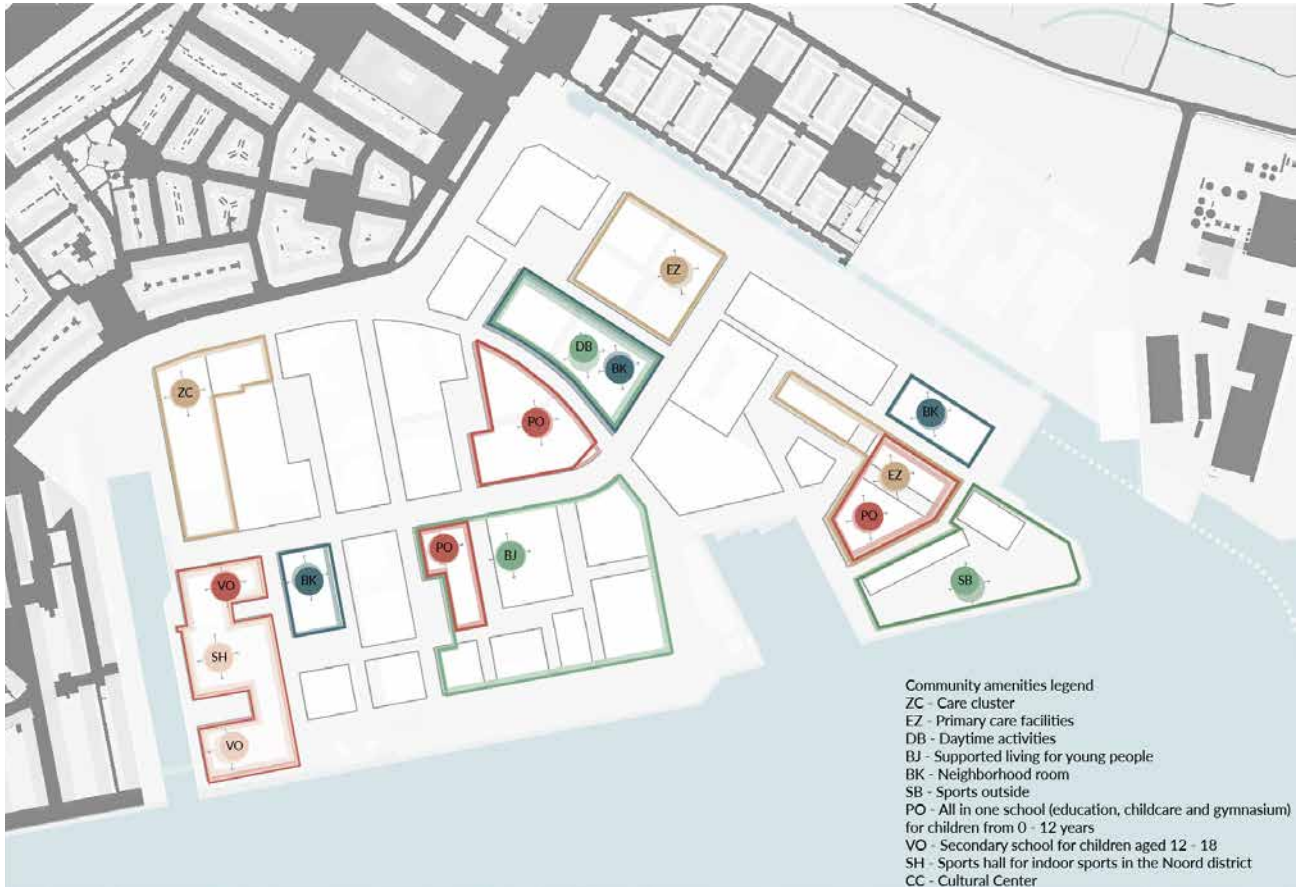 EZ
DB
BK
ZC
PO
BK
EZ
PO
PO
BJ
VO
BK
SB
SH
VO
Community amenities legend
ZC - Care cluster
EZ - Primary care facilities
DB - Daytime activities
BJ - Supported living for young people
BK - Neighborhood room
SB - Sports outside
PO - All in one school (education, childcare and gymnasium)
for children from 0 - 12 years
VO - Secondary school for children aged 12 - 18
SH - Sports hall for indoor sports in the Noord district
CC - Cultural Center